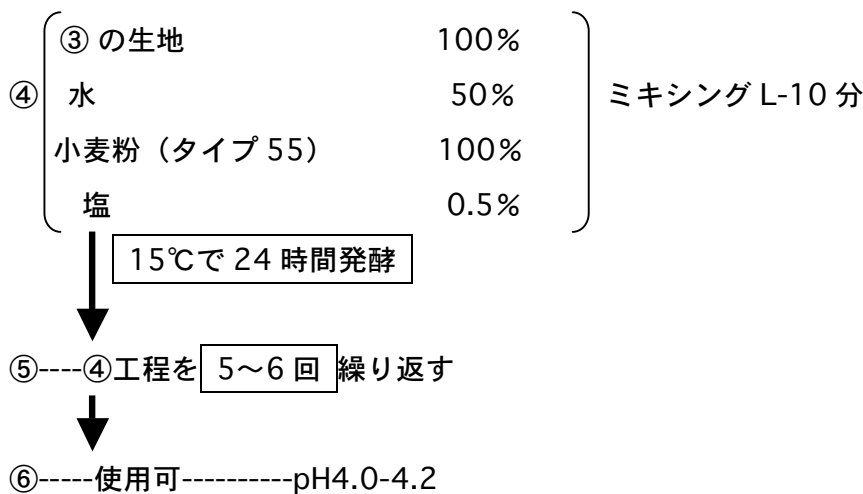 ③ の生地 100%
④ 水 50% ミキシング L-10 分
小麦粉（タイプ 55） 100%
塩 0.5%
15℃で 24 時間発酵
⑤----④工程を 5～6 回 繰り返す
⑥-----使用可----------pH4.0-4.2